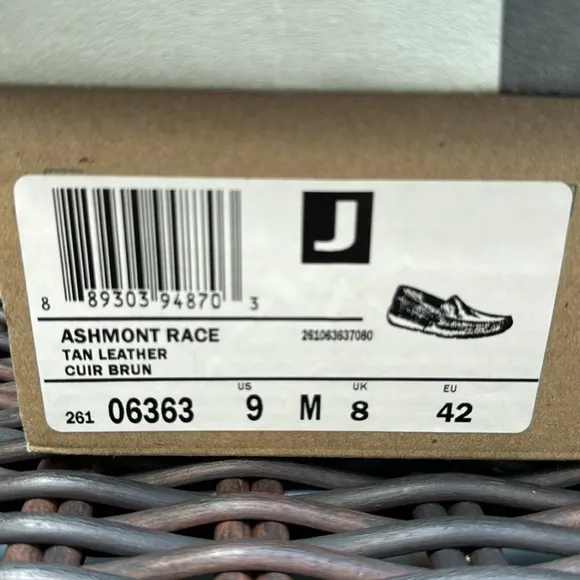 J
8 89303 94870 3
ASHMONT RACE
261063637080
TAN LEATHER
CUIR BRUN
US UK EU
261 06363 9 M 8 42